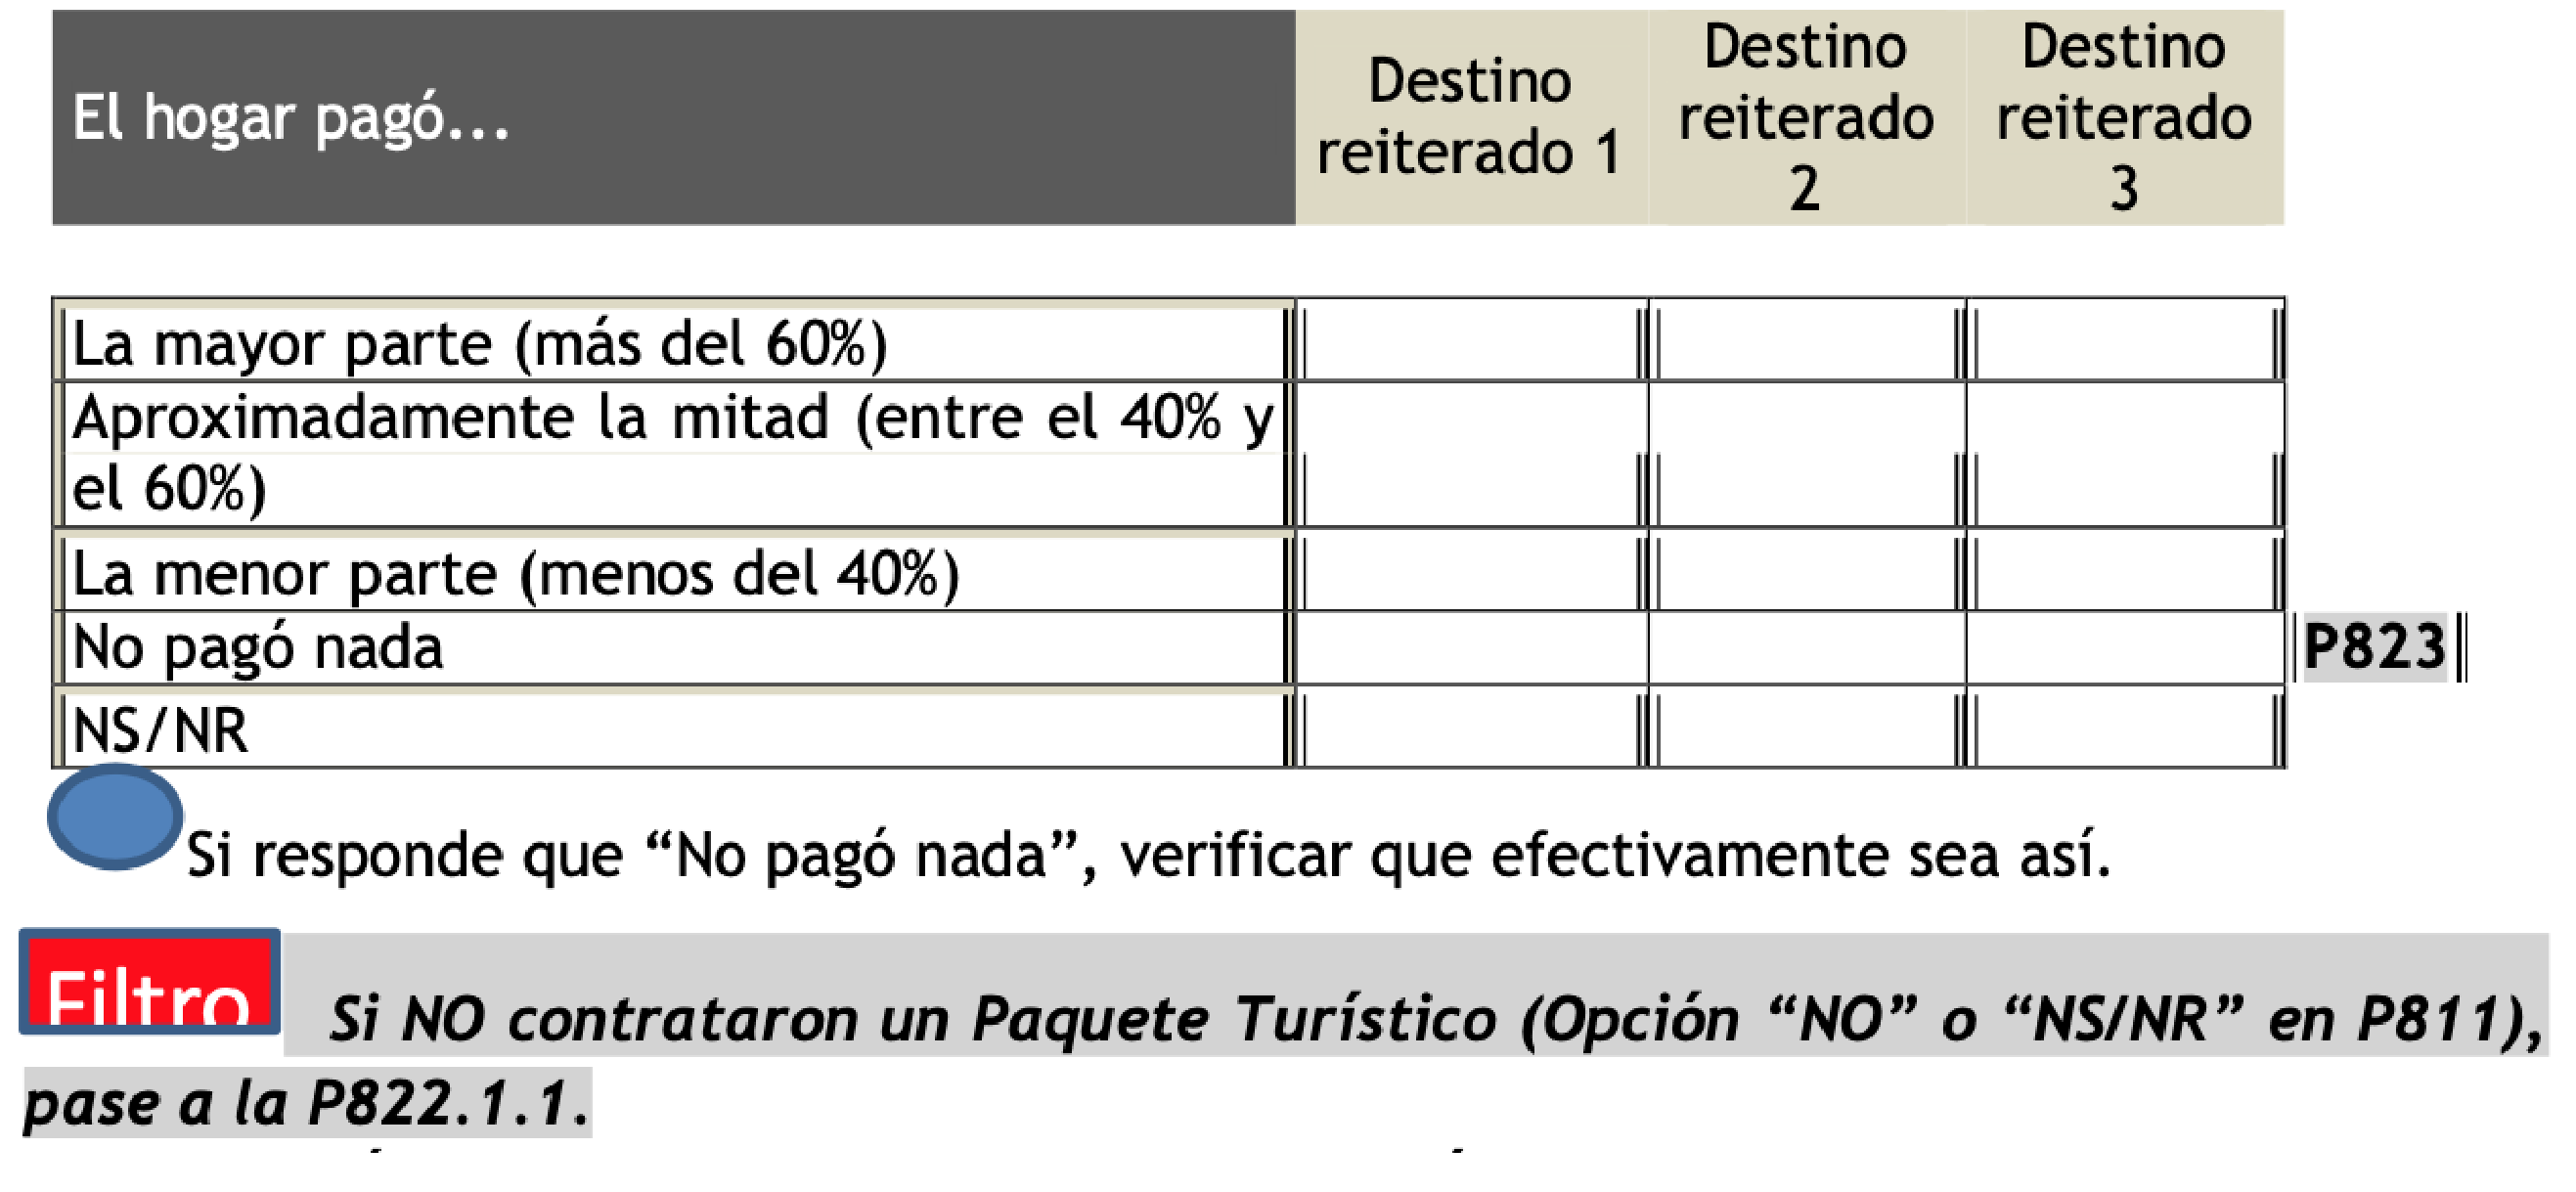 El hogar pagó...
Destino
reiterado 1
Destino
reiterado
2
Destino
reiterado
3
La mayor parte (más del 60%)
Aproximadamente la mitad (entre el 40% y
el 60%)
La menor parte (menos del 40%)
No pagó nada
P823
NS/NR
Si responde que “No pagó nada”, verificar que efectivamente sea así.
Filtro
Si NO contrataron un Paquete Turístico (Opción “NO” o “NS/NR” en P811),
pase a la P822.1.1.